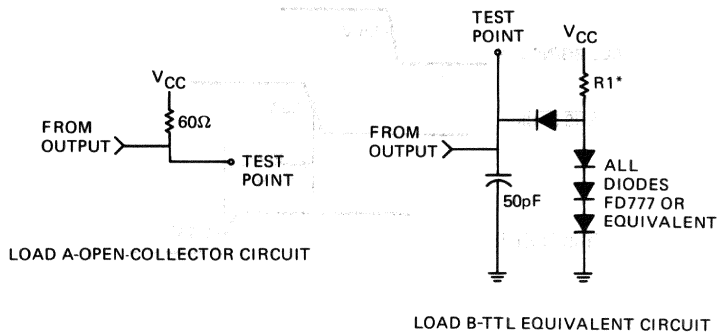 VCC
60Ω
FROM
OUTPUT
TEST
POINT
LOAD A-OPEN-COLLECTOR CIRCUIT
TEST
POINT
VCC
R1*
FROM
OUTPUT
50pF
ALL
DIODES
FD777 OR
EQUIVALENT
LOAD B-TTL EQUIVALENT CIRCUIT